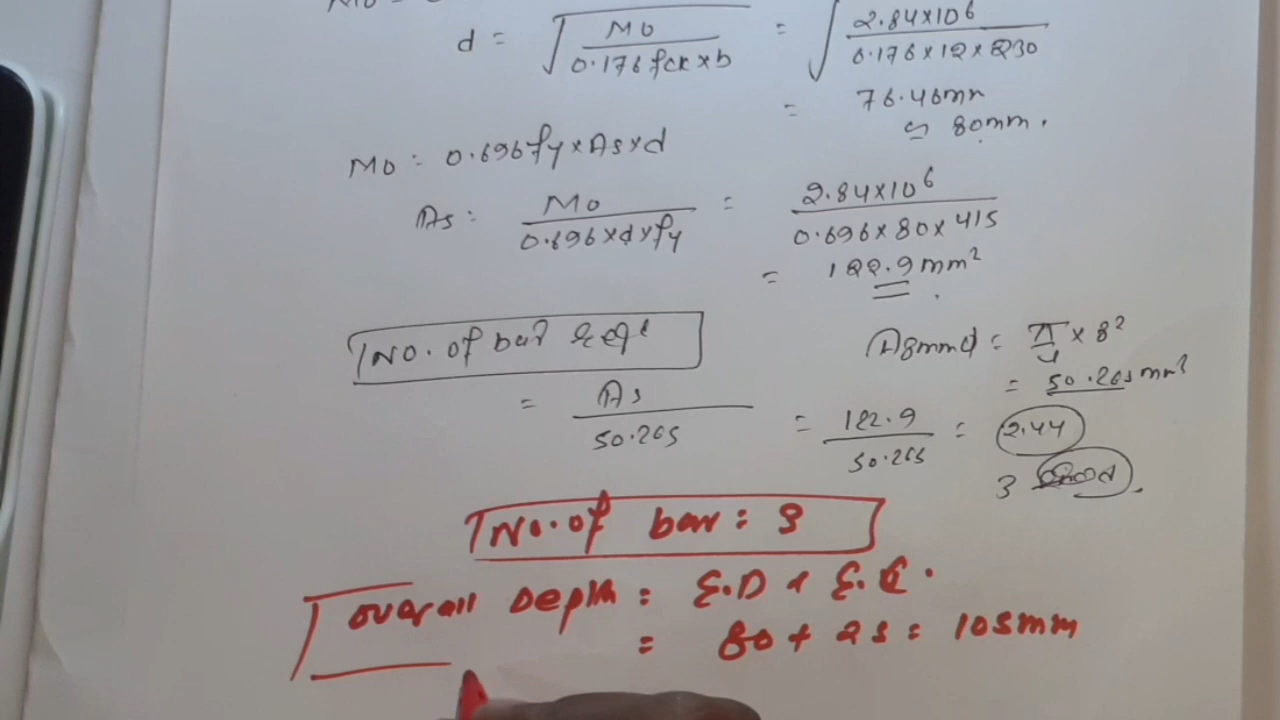 d = √(Mo / 0.176 fck × b) = √(2.84×10⁶ / 0.176 × 12 × 230)
= 76.46mm
≈ 80mm.
Mo = 0.696 fy × As × d
As = Mo / 0.696×d×fy = 2.84×10⁶ / 0.696× 80 × 415
= 122.9 mm²
No. of bar
A8mmd = π/4 × 8²
= 50.265 mm²
= As / 50.265 = 122.9 / 50.265 = 2.44
3
No. of bar = 3
overall Depth = E.D + E.C.
= 80 + 25 = 105mm